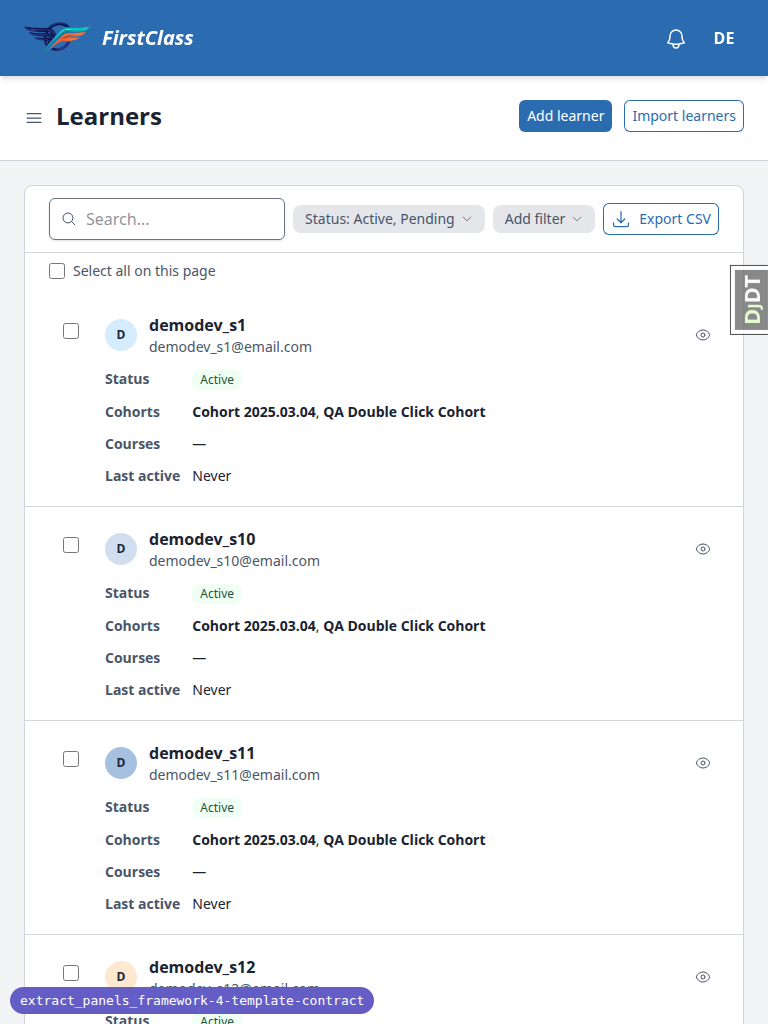 FirstClass
DE
Learners
Add learner
Import learners
Search...
Status: Active, Pending
Add filter
Export CSV
Select all on this page
DJDT
D
demodev_s1
demodev_s1@email.com
Status Active
Cohorts Cohort 2025.03.04, QA Double Click Cohort
Courses —
Last active Never
D
demodev_s10
demodev_s10@email.com
Status Active
Cohorts Cohort 2025.03.04, QA Double Click Cohort
Courses —
Last active Never
D
demodev_s11
demodev_s11@email.com
Status Active
Cohorts Cohort 2025.03.04, QA Double Click Cohort
Courses —
Last active Never
D
demodev_s12
extract_panels_framework-4-template-contract
Status Active